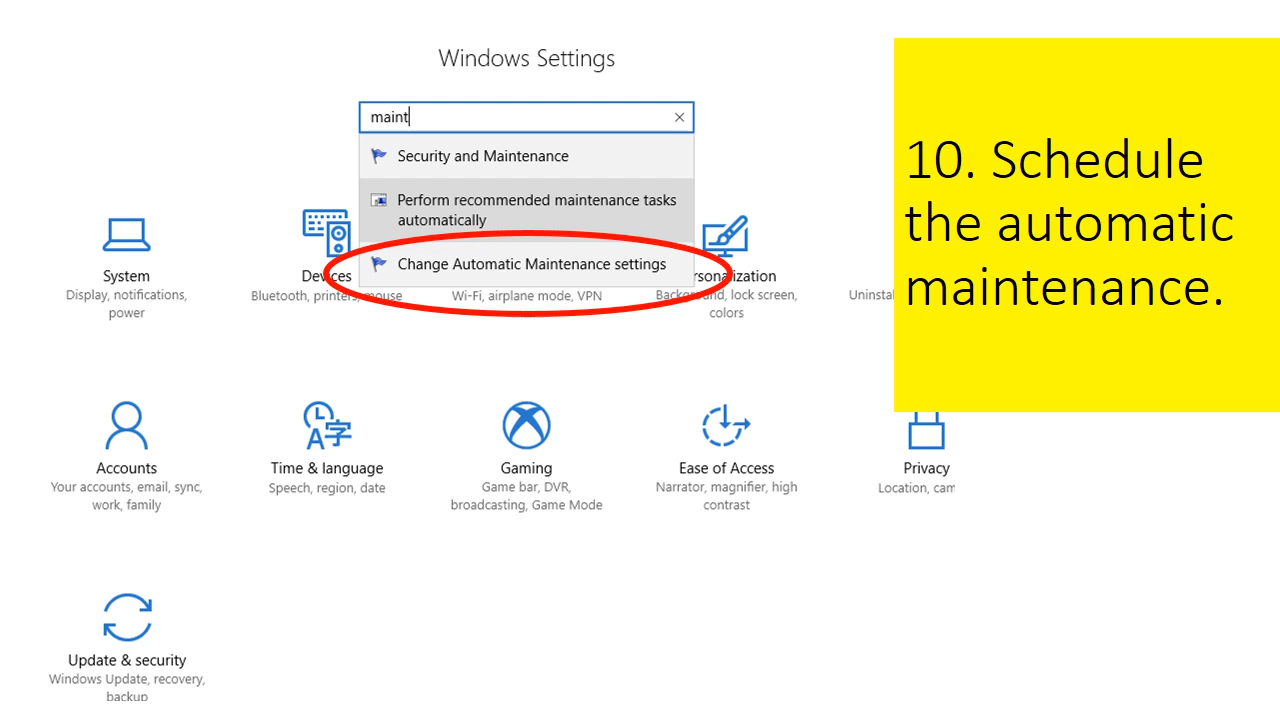 Windows Settings
maint
Security and Maintenance
Perform recommended maintenance tasks
automatically
Change Automatic Maintenance settings
10. Schedule
the automatic
maintenance.
System
Display, notifications,
power
Devices
Bluetooth, printers, mouse
Wi-Fi, airplane mode, VPN
rsonalization
Background, lock screen,
colors
Uninstal
Accounts
Your accounts, email, sync,
work, family
Time & language
Speech, region, date
Gaming
Game bar, DVR,
broadcasting, Game Mode
Ease of Access
Narrator, magnifier, high
contrast
Privacy
Location, cam
Update & security
Windows Update, recovery,
backup